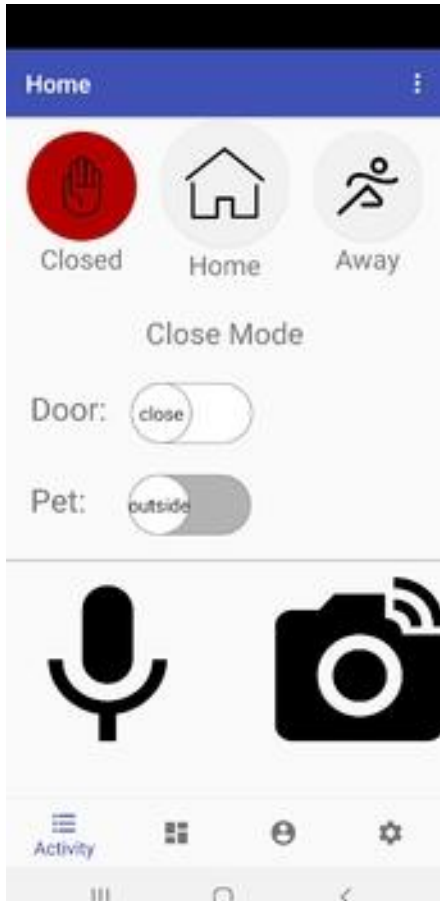 Home
Closed
Home
Away
Close Mode
Door: close
Pet: outside
Activity